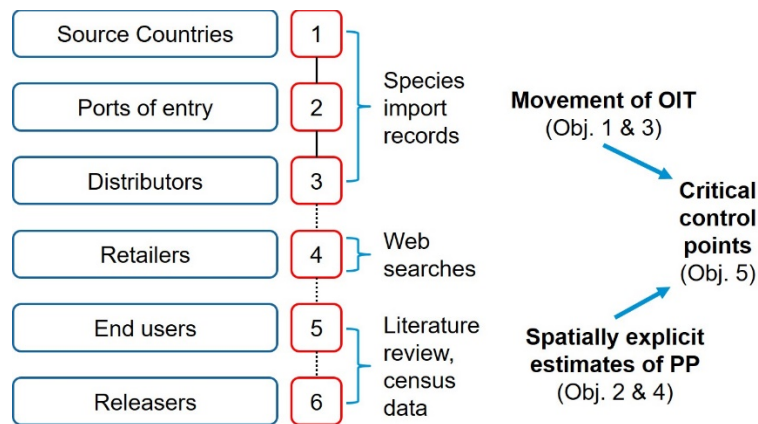 Source Countries
1
Ports of entry
2
Distributors
3
Retailers
4
End users
5
Releasers
6
Species
import
records
Web
searches
Literature
review,
census
data
Movement of OIT
(Obj. 1 & 3)
Critical
control
points
(Obj. 5)
Spatially explicit
estimates of PP
(Obj. 2 & 4)